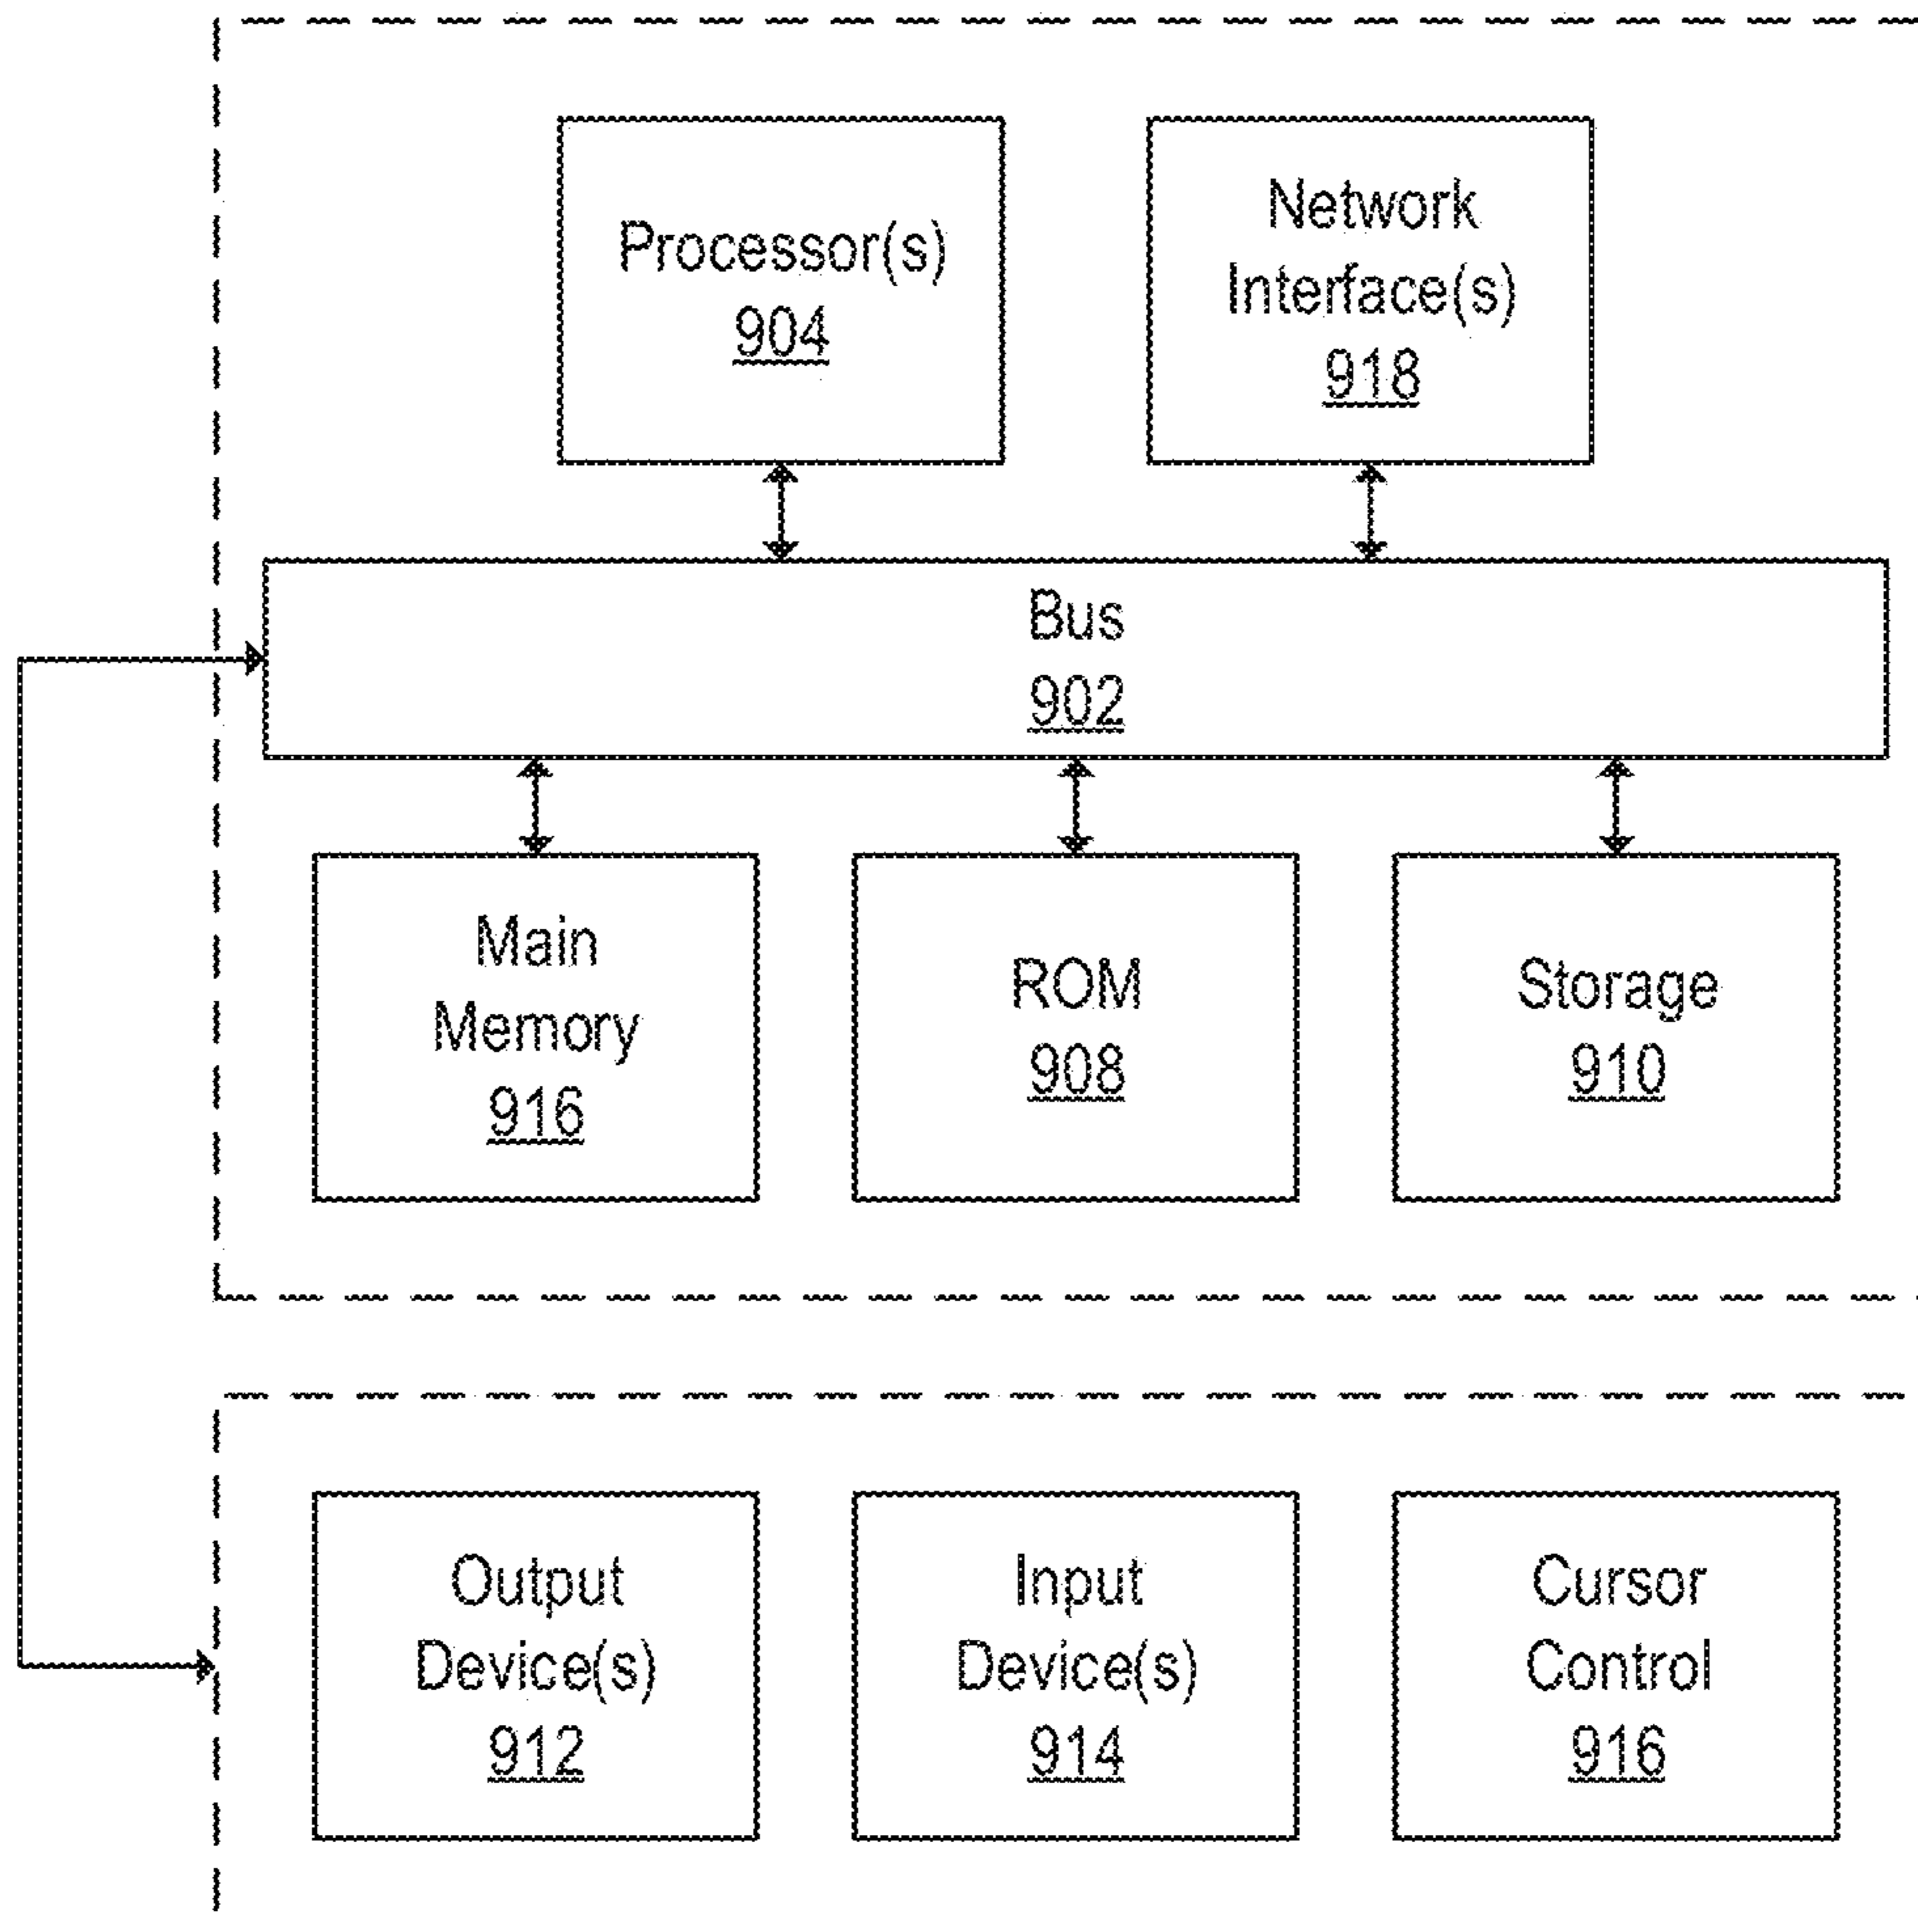 Processor(s)
904
Network
Interface(s)
918
Bus
902
Main
Memory
916
ROM
908
Storage
910
Output
Device(s)
912
Input
Device(s)
914
Cursor
Control
916